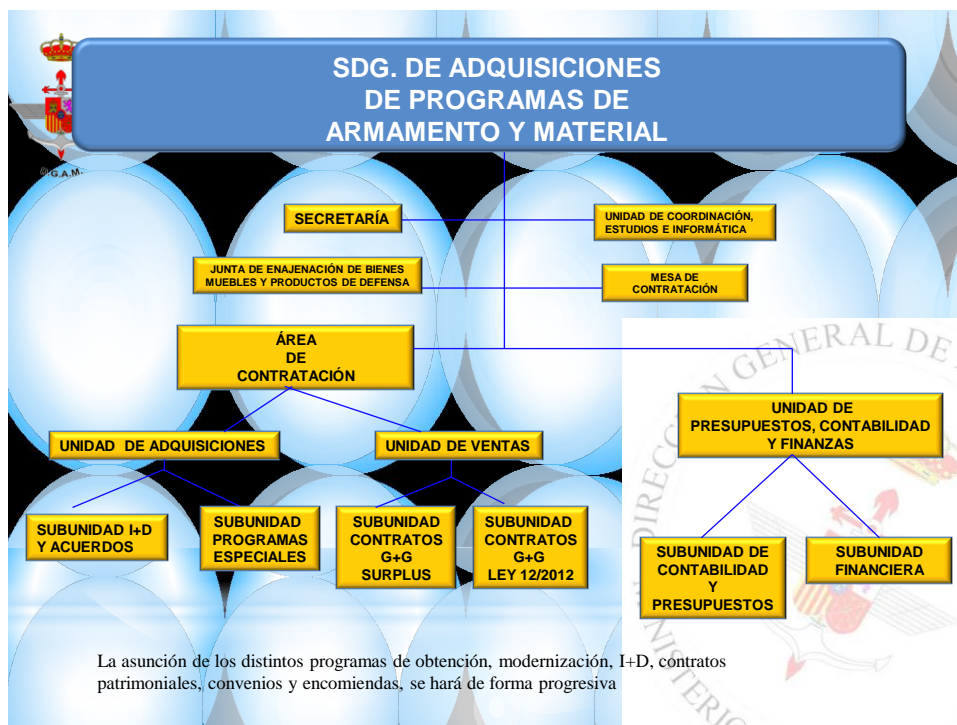 SDG. DE ADQUISICIONES
DE PROGRAMAS DE
ARMAMENTO Y MATERIAL
D.G.A.M.
SECRETARÍA
UNIDAD DE COORDINACIÓN,
ESTUDIOS E INFORMÁTICA
JUNTA DE ENAJENACIÓN DE BIENES
MUEBLES Y PRODUCTOS DE DEFENSA
MESA DE
CONTRATACIÓN
ÁREA
DE
CONTRATACIÓN
UNIDAD DE
PRESUPUESTOS, CONTABILIDAD
Y FINANZAS
UNIDAD DE ADQUISICIONES
UNIDAD DE VENTAS
SUBUNIDAD I+D
Y ACUERDOS
SUBUNIDAD
PROGRAMAS
ESPECIALES
SUBUNIDAD
CONTRATOS
G+G
SURPLUS
SUBUNIDAD
CONTRATOS
G+G
LEY 12/2012
SUBUNIDAD DE
CONTABILIDAD
Y
PRESUPUESTOS
SUBUNIDAD
FINANCIERA
DIRECCIÓN GENERAL DE
MINISTERIO
La asunción de los distintos programas de obtención, modernización, I+D, contratos
patrimoniales, convenios y encomiendas, se hará de forma progresiva